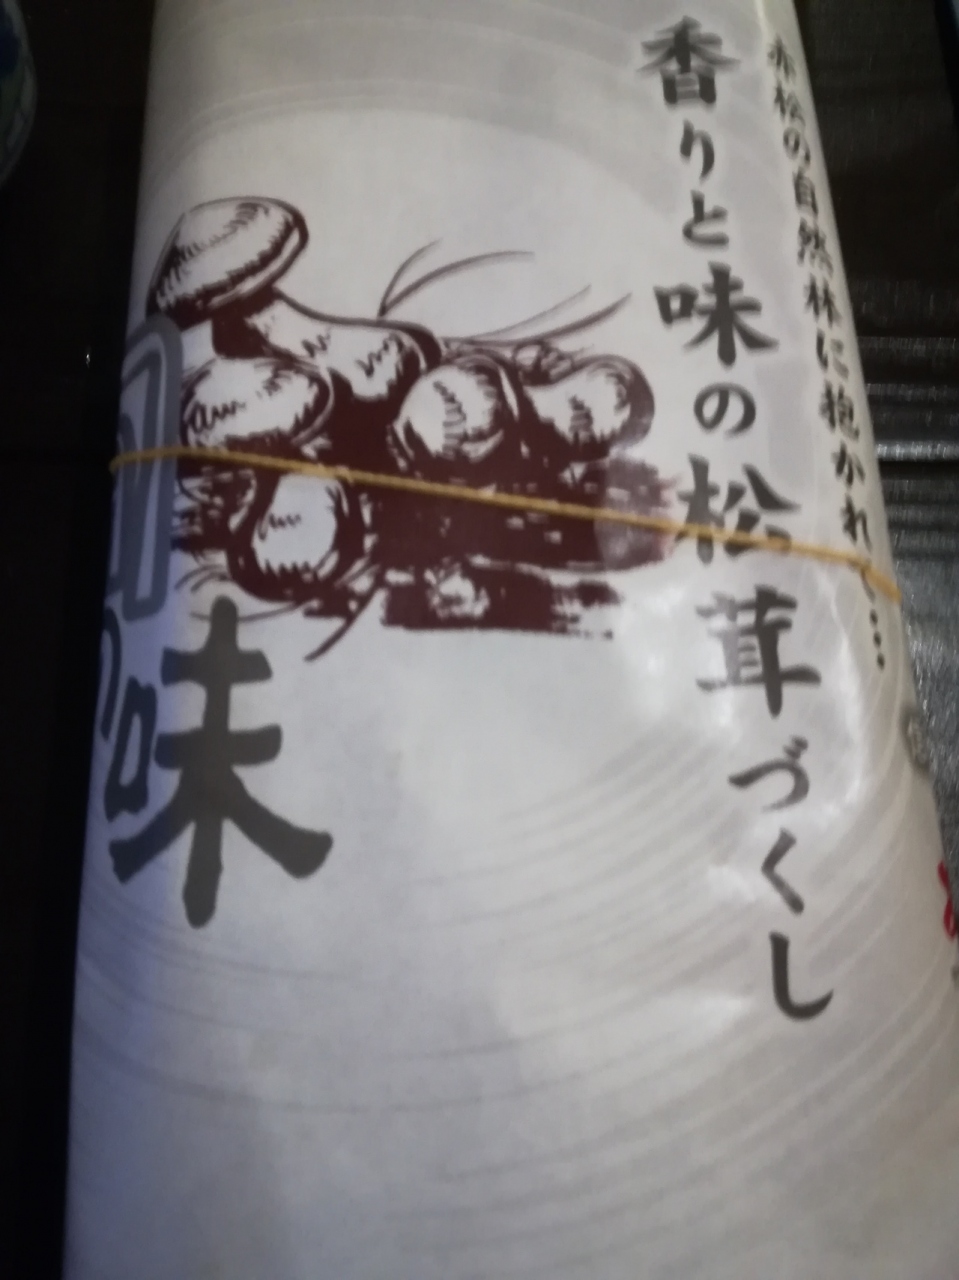 赤松の自然林に抱かれ…
香りと味の松茸づくし
味